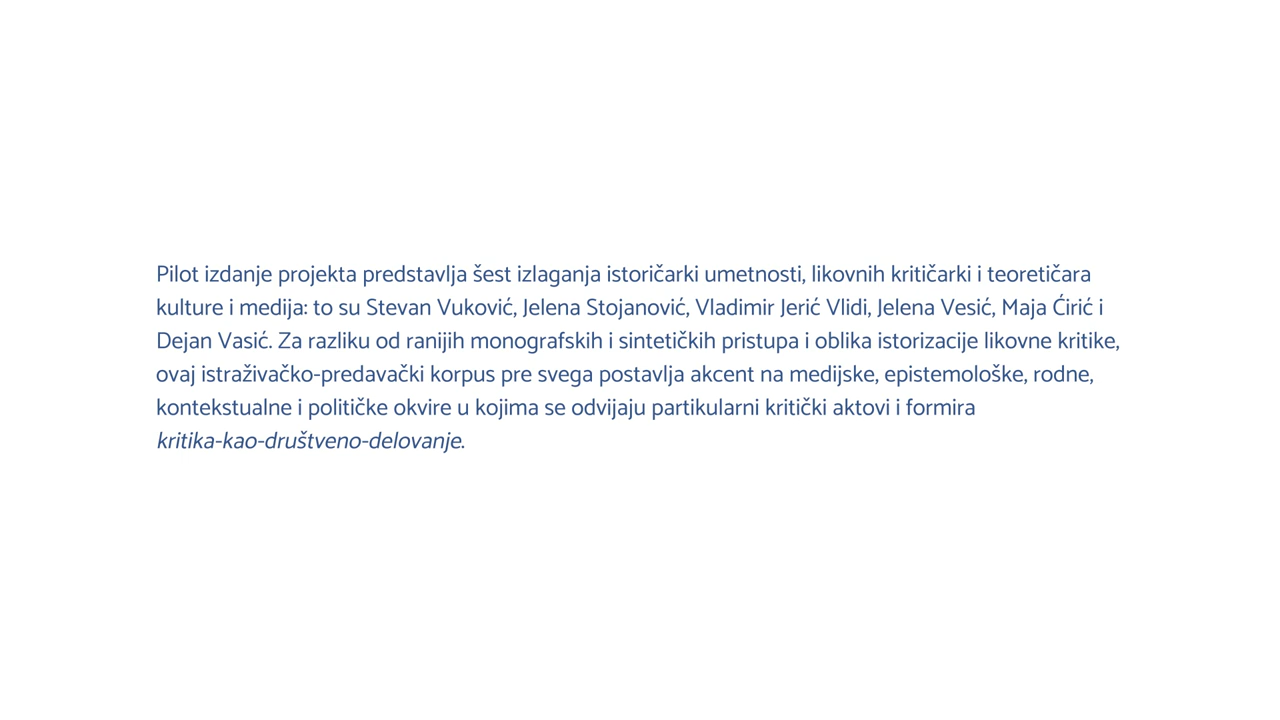 Pilot izdanje projekta predstavlja šest izlaganja istoričarki umetnosti, likovnih kritičarki i teoretičara
kulture i medija: to su Stevan Vuković, Jelena Stojanović, Vladimir Jerić Vlidi, Jelena Vesić, Maja Ćirić i
Dejan Vasić. Za razliku od ranijih monografskih i sintetičkih pristupa i oblika istorizacije likovne kritike,
ovaj istraživačko-predavački korpus pre svega postavlja akcent na medijske, epistemološke, rodne,
kontekstualne i političke okvire u kojima se odvijaju partikularni kritički aktovi i formira
kritika-kao-društveno-delovanje.